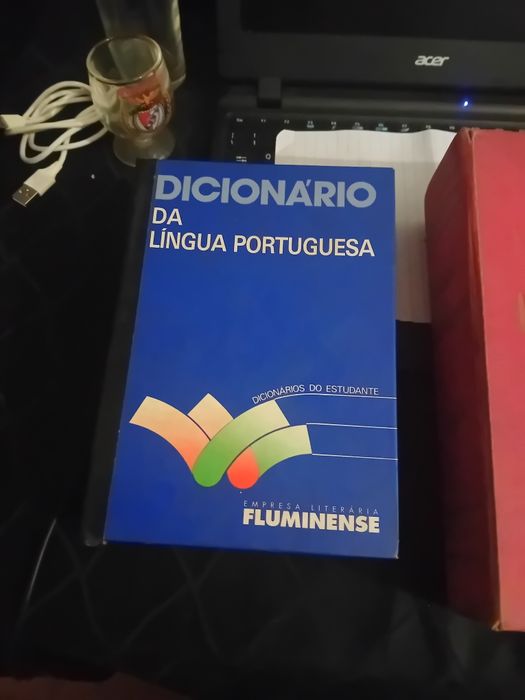 acer
DICIONÁRIO
DA
LÍNGUA PORTUGUESA
DICIONÁRIOS DO ESTUDANTE
EMPRESA LITERÁRIA
FLUMINENSE